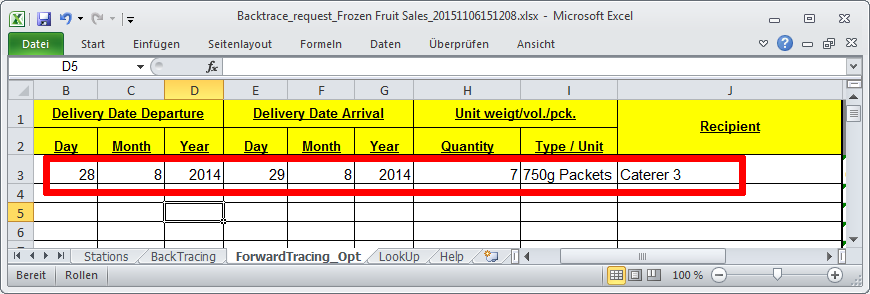 Backtrace_request_Frozen Fruit Sales_20151106151208.xlsx - Microsoft Excel
Datei Start Einfügen Seitenlayout Formeln Daten Überprüfen Ansicht
D5 fx
B C D E F G H I J
1 Delivery Date Departure Delivery Date Arrival Unit weigt/vol./pck. Recipient
2 Day Month Year Day Month Year Quantity Type / Unit
3 28 8 2014 29 8 2014 7 750g Packets Caterer 3
4
5
6
Stations BackTracing ForwardTracing_Opt LookUp Help
Bereit Rollen 100 %